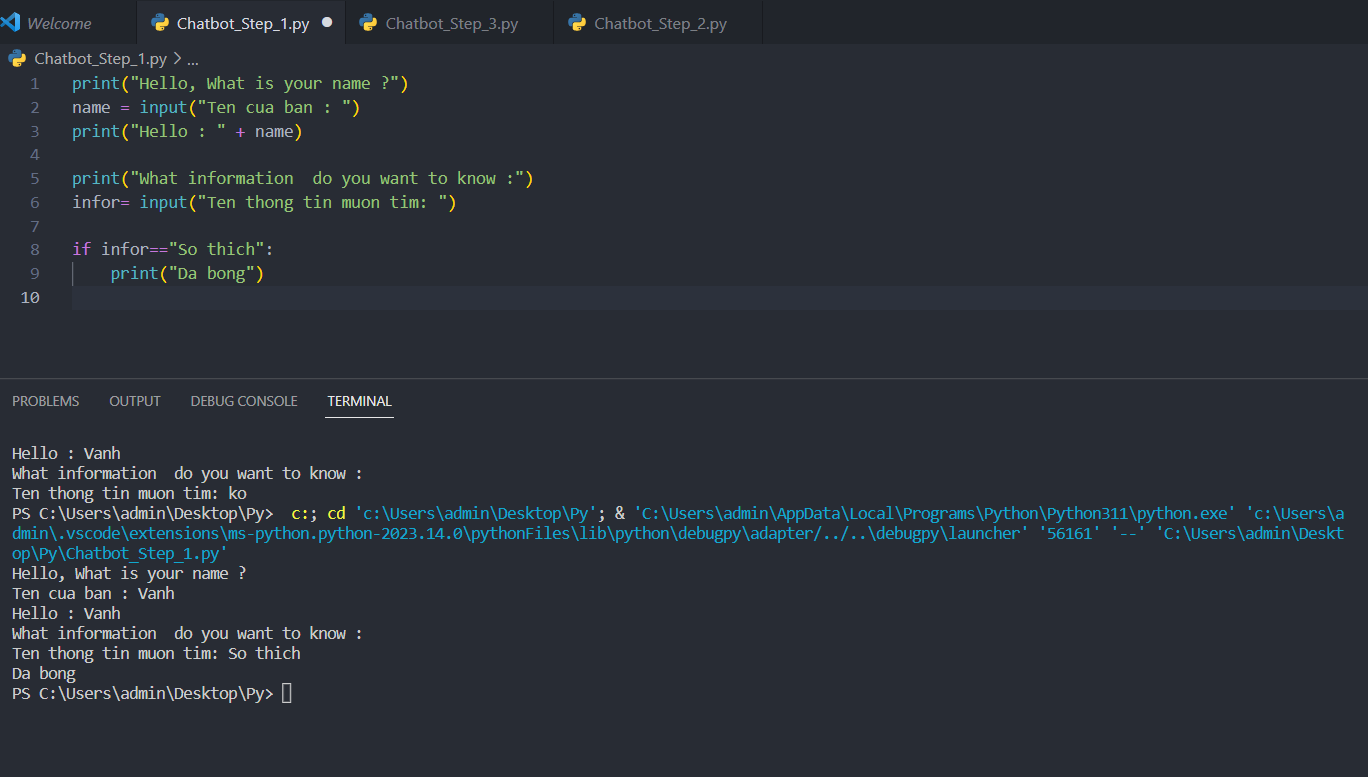 Welcome Chatbot_Step_1.py Chatbot_Step_3.py Chatbot_Step_2.py
Chatbot_Step_1.py > ...
1 print("Hello, What is your name ?")
2 name = input("Ten cua ban : ")
3 print("Hello : " + name)
4
5 print("What information  do you want to know :")
6 infor= input("Ten thong tin muon tim: ")
7
8 if infor=="So thich":
9     print("Da bong")
10
PROBLEMS OUTPUT DEBUG CONSOLE TERMINAL
Hello : Vanh
What information  do you want to know :
Ten thong tin muon tim: ko
PS C:\Users\admin\Desktop\Py>  c:; cd 'c:\Users\admin\Desktop\Py'; & 'C:\Users\admin\AppData\Local\Programs\Python\Python311\python.exe' 'c:\Users\a
dmin\.vscode\extensions\ms-python.python-2023.14.0\pythonFiles\lib\python\debugpy\adapter/../..\debugpy\launcher' '56161' '--' 'C:\Users\admin\Deskt
op\Py\Chatbot_Step_1.py'
Hello, What is your name ?
Ten cua ban : Vanh
Hello : Vanh
What information  do you want to know :
Ten thong tin muon tim: So thich
Da bong
PS C:\Users\admin\Desktop\Py>